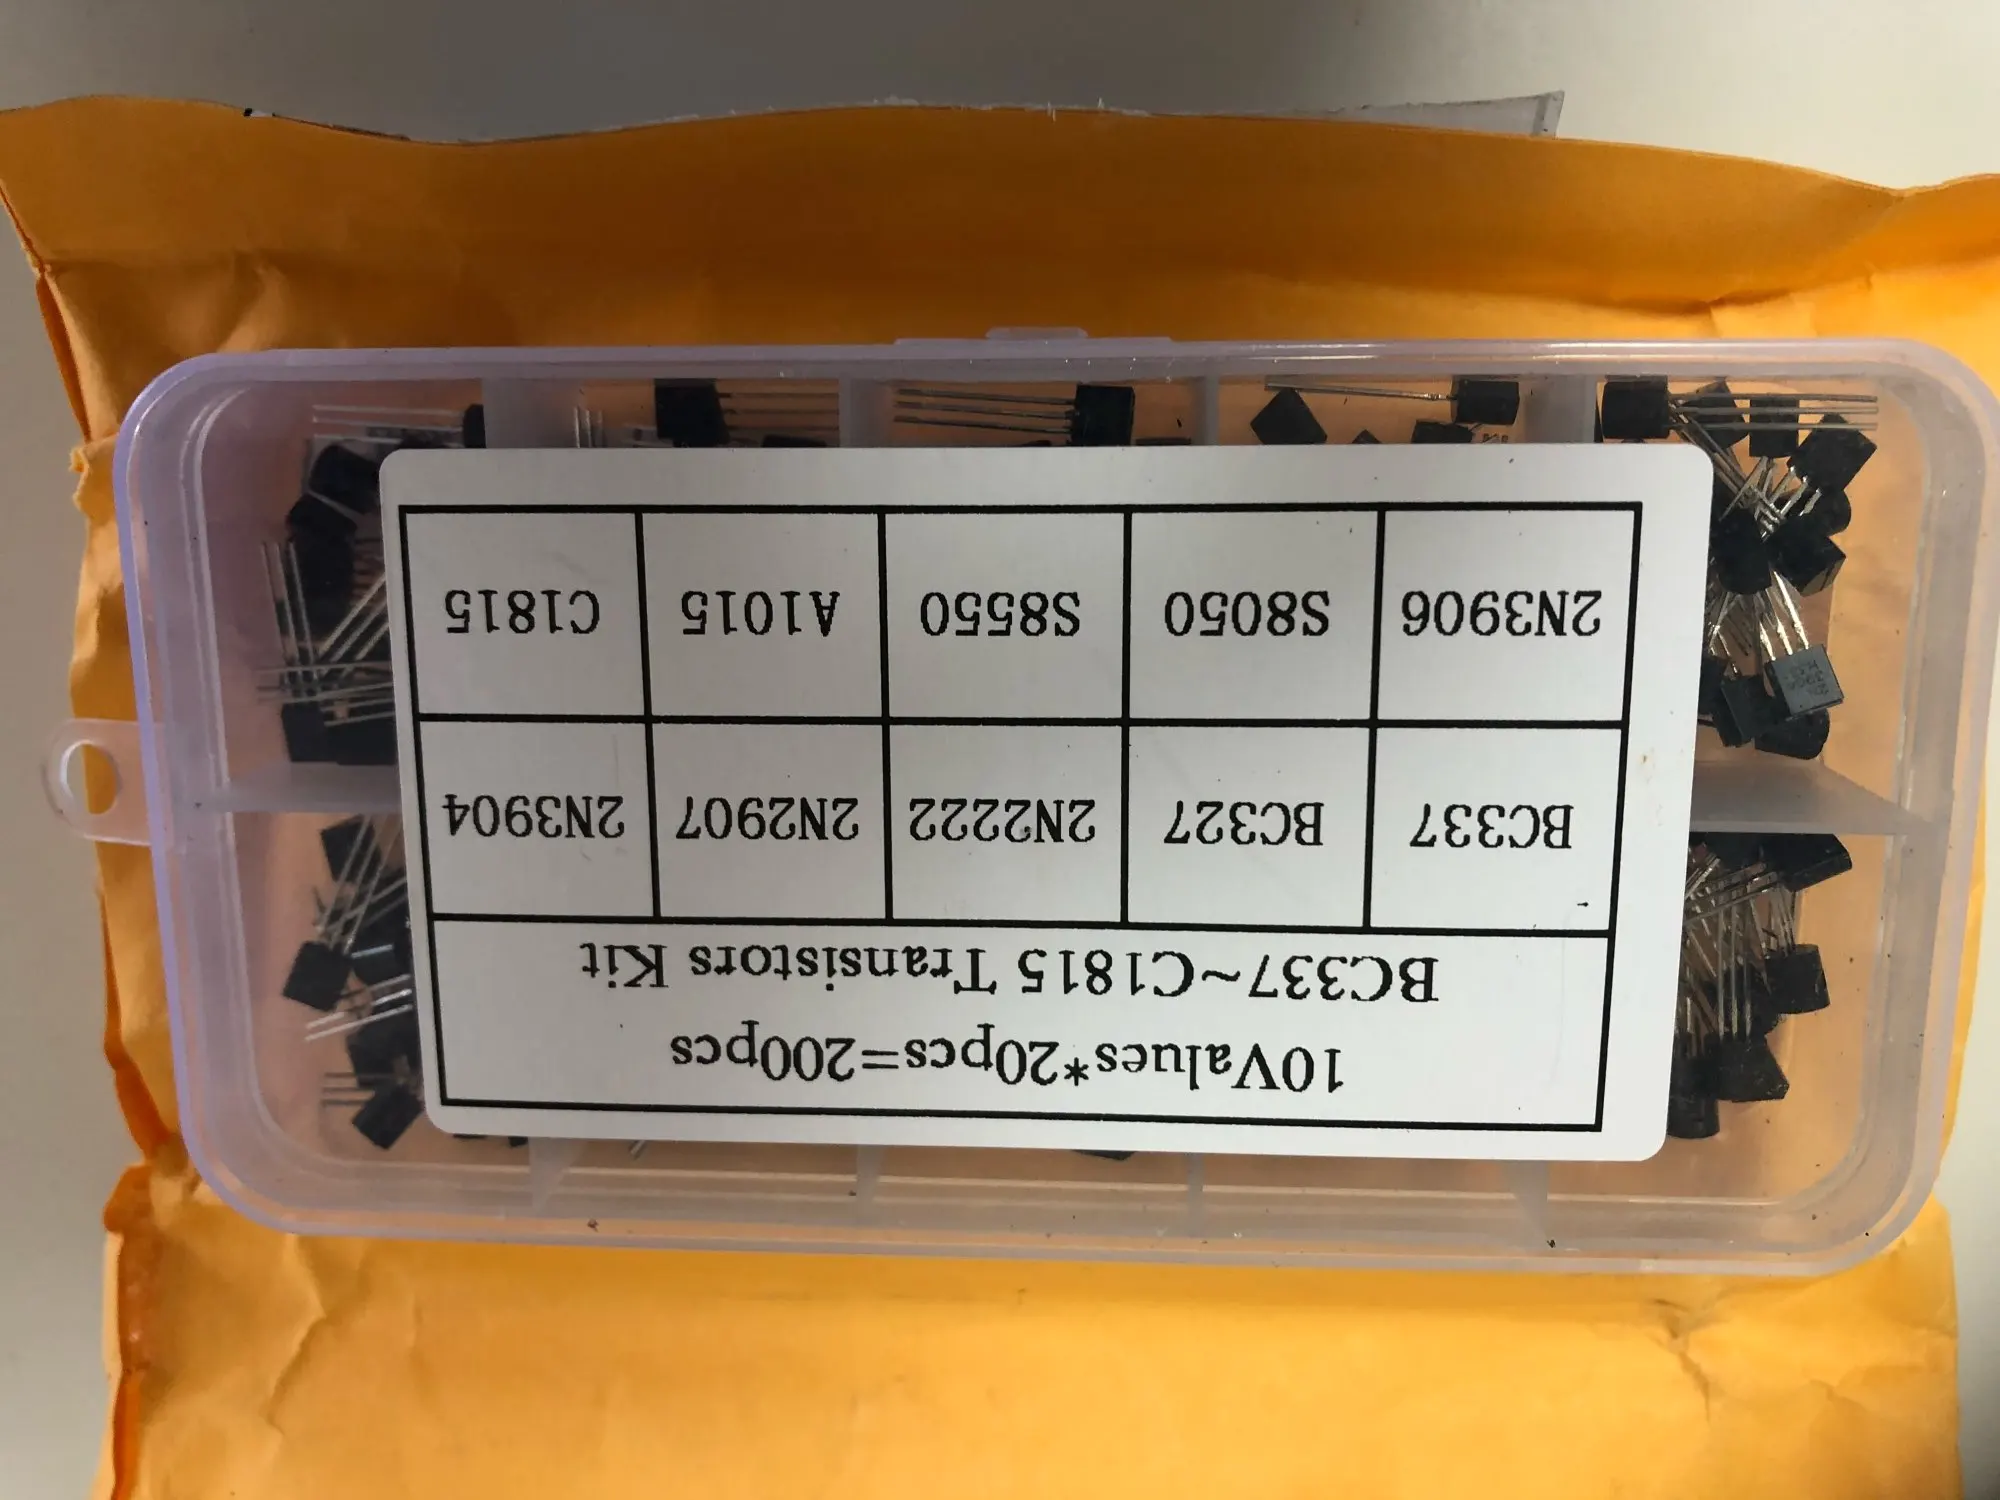 10Values*20pcs=200pcs
BC337~C1815 Transistors Kit
BC337 BC327 2N2222 2N2907 2N3904
2N3906 S8050 S8550 A1015 C1815